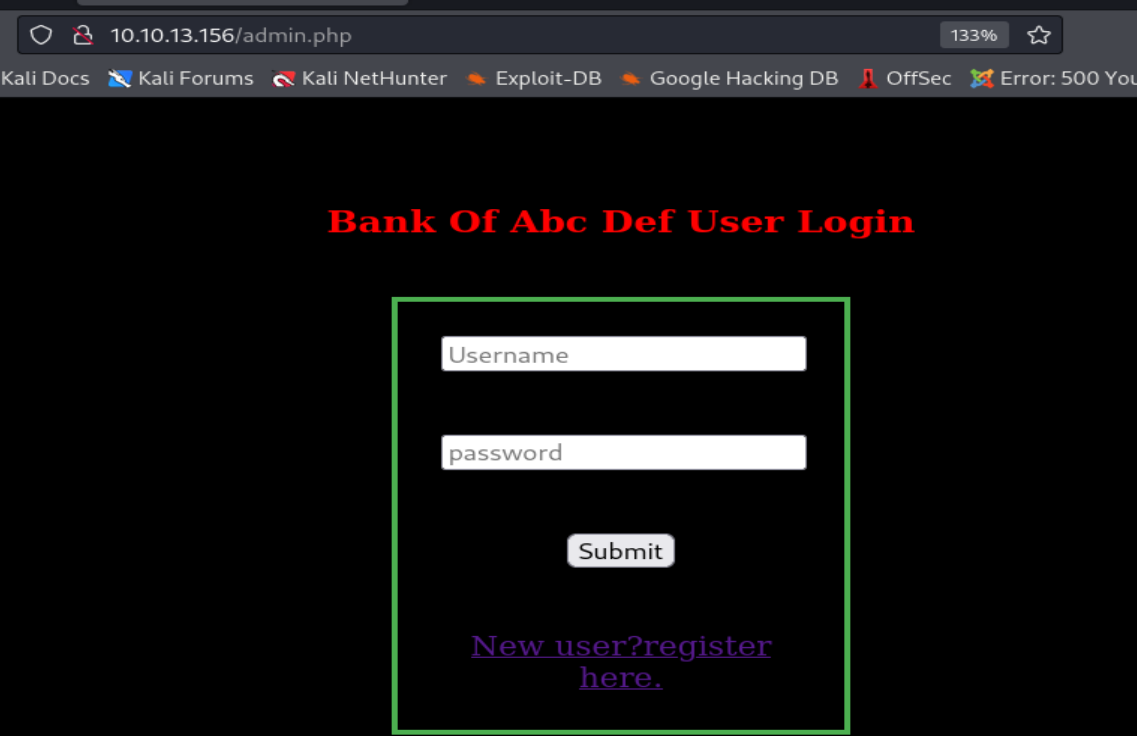 10.10.13.156/admin.php 133%
Kali Docs Kali Forums Kali NetHunter Exploit-DB Google Hacking DB OffSec Error: 500 You
Bank Of Abc Def User Login
Username
password
Submit
New user?register
here.